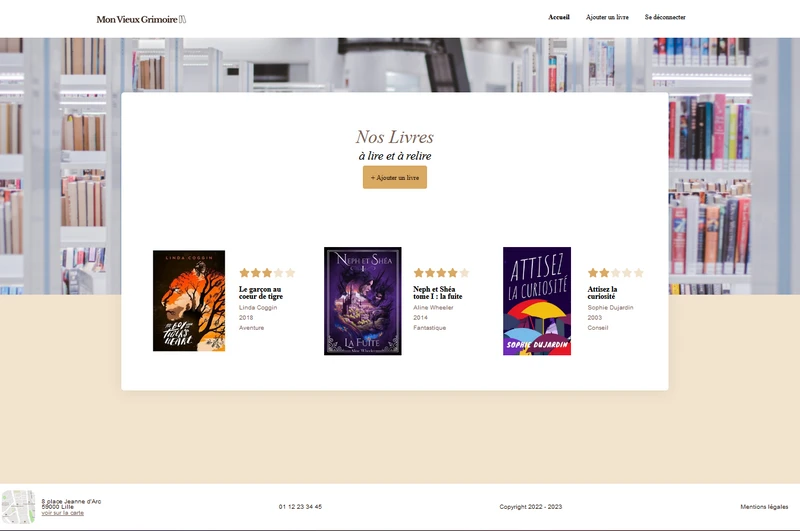 Mon Vieux Grimoire
Accueil
Ajouter un livre
Se déconnecter
Nos Livres
à lire et à relire
+ Ajouter un livre
LINDA COGGIN
THE BOY
WITH THE
TIGER'S
HEART
Le garçon au
coeur de tigre
Linda Coggin
2018
Aventure
NEPH ET SHÉA
I
LA FUITE
Aline Wheeler
Neph et Shéa
tome I : la fuite
Aline Wheeler
2014
Fantastique
ATTISEZ
LA CURIOSITÉ
SOPHIE DUJARDIN
Attisez la
curiosité
Sophie Dujardin
2003
Conseil
8 place Jeanne d'Arc
59000 Lille
voir sur la carte
01 12 23 34 45
Copyright 2022 - 2023
Mentions légales